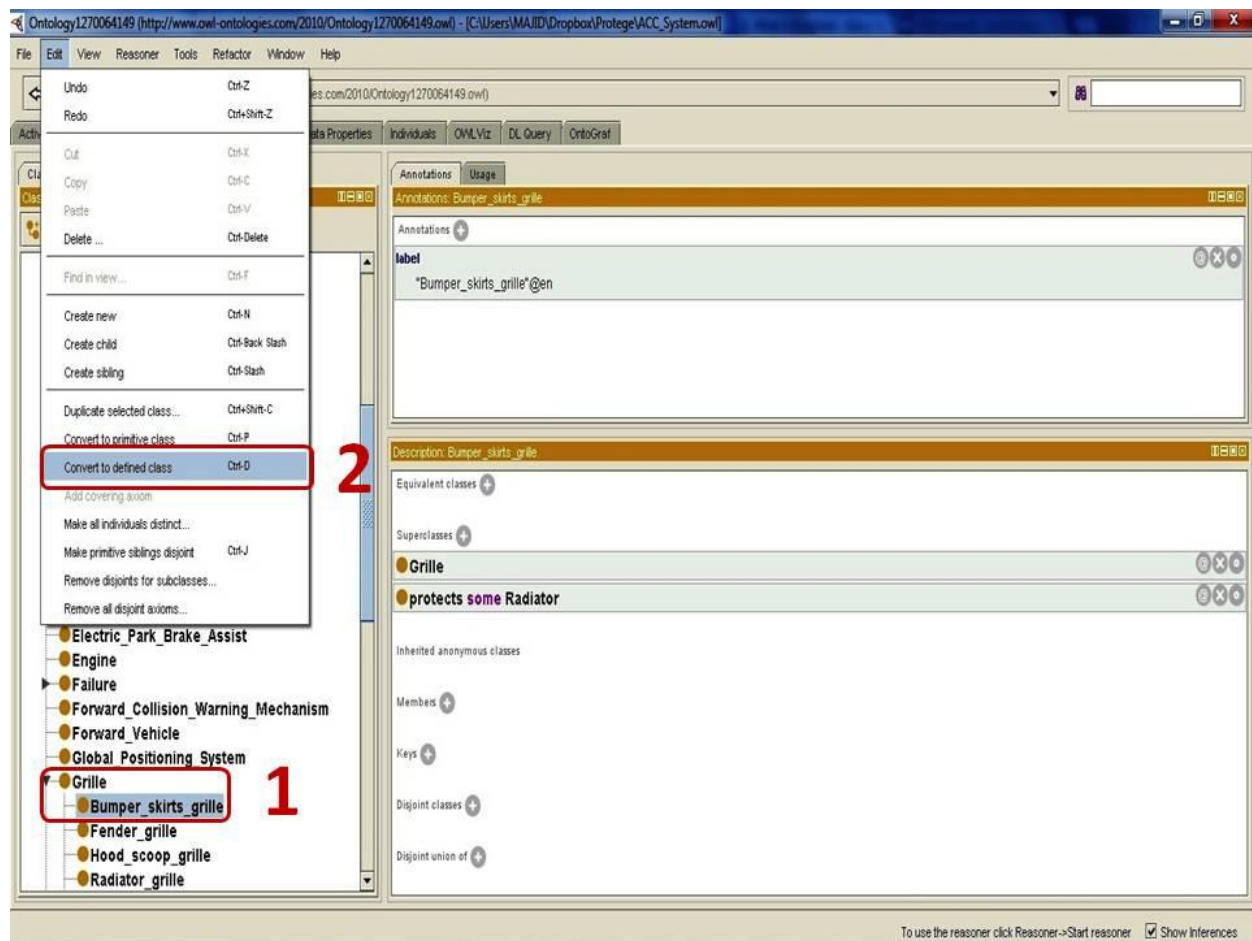 Ontology1270064149 (http://www.owl-ontologies.com/2010/Ontology1270064149.owl) - [C:\Users\MAJID\Dropbox\Protege\ACC_System.owl]
File Edit View Reasoner Tools Refactor Window Help
es.com/2010/Ontology1270064149.owl)
Data Properties Individuals OWLViz DL Query OntoGraf
Undo Ctrl-Z
Redo Ctrl+Shift-Z
Cut Ctrl-X
Copy Ctrl-C
Paste Ctrl-V
Delete ... Ctrl-Delete
Find in view... Ctrl-F
Create new Ctrl-N
Create child Ctrl-Back Slash
Create sibling Ctrl-Slash
Duplicate selected class... Ctrl+Shift-C
Convert to primitive class Ctrl-P
Convert to defined class Ctrl-D
2
Add covering axiom
Make all individuals distinct...
Make primitive siblings disjoint Ctrl-J
Remove disjoints for subclasses...
Remove all disjoint axioms...
Electric_Park_Brake_Assist
Engine
Failure
Forward_Collision_Warning_Mechanism
Forward_Vehicle
Global_Positioning_System
Grille
1
Bumper_skirts_grille
Fender_grille
Hood_scoop_grille
Radiator_grille
Annotations Usage
Annotations: Bumper_skirts_grille
Annotations
label
"Bumper_skirts_grille"@en
Description: Bumper_skirts_grille
Equivalent classes
Superclasses
Grille
protects some Radiator
Inherited anonymous classes
Members
Keys
Disjoint classes
Disjoint union of
To use the reasoner click Reasoner->Start reasoner Show Inferences